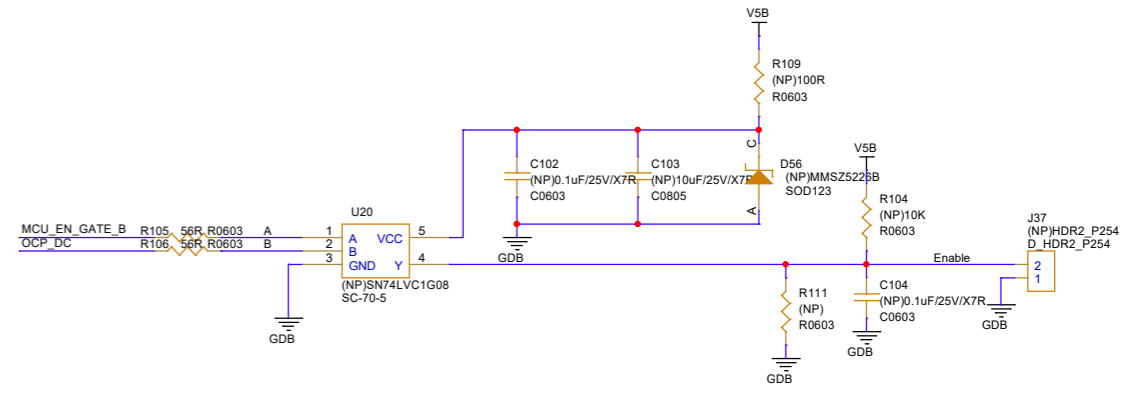 V5B
R109
(NP)100R
R0603
C102
(NP)0.1uF/25V/X7R
C0603
C103
(NP)10uF/25V/X7R
C0805
C
A
D56
(NP)MMSZ5226B
SOD123
GDB
V5B
R104
(NP)10K
R0603
MCU_EN_GATE_B
OCP_DC
R105 56R R0603 A
R106 56R R0603 B
U20
1 A VCC 5
2 B
3 GND Y 4
(NP)SN74LVC1G08
SC-70-5
GDB
Enable
J37
(NP)HDR2_P254
D_HDR2_P254
2
1
GDB
R111
(NP)
R0603
GDB
C104
(NP)0.1uF/25V/X7R
C0603
GDB